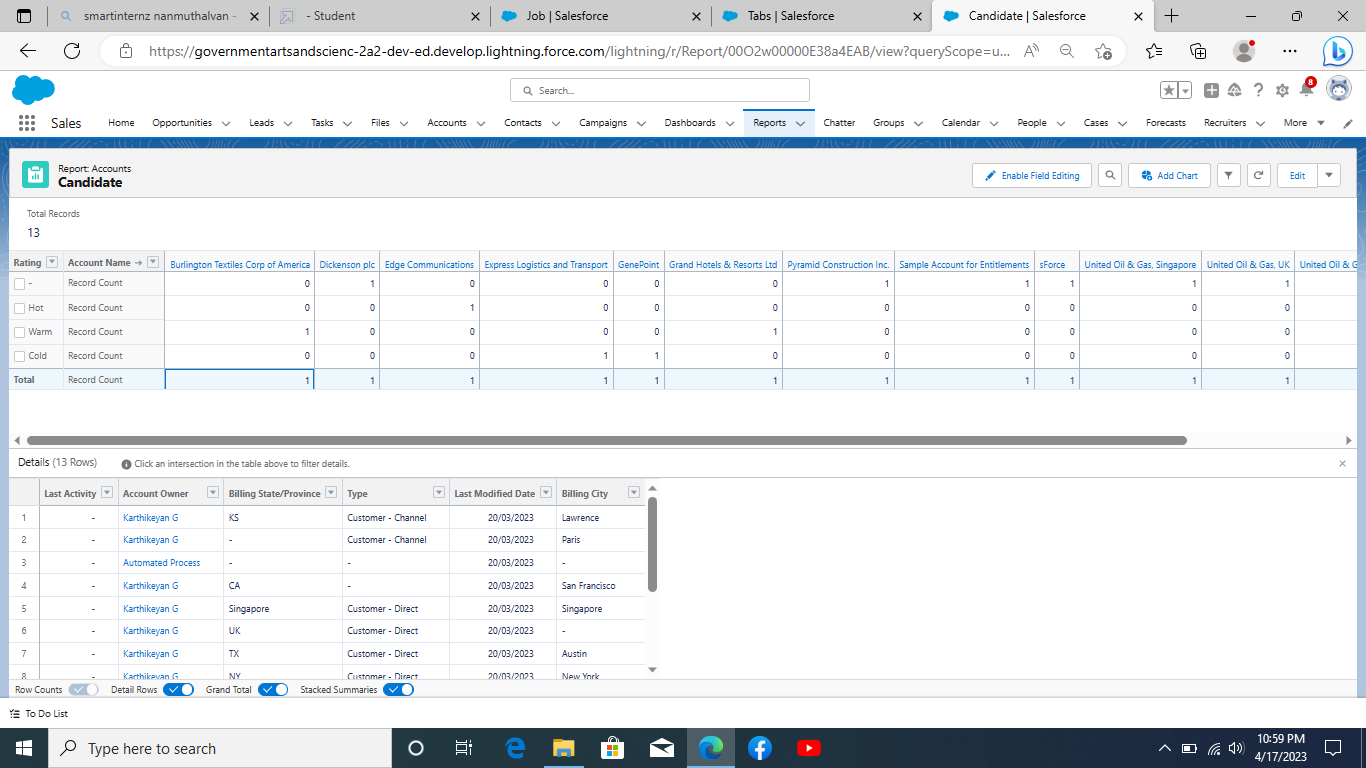 smartinternz nanmuthalvan -
- Student
Job | Salesforce
Tabs | Salesforce
Candidate | Salesforce
https://governmentartsandscienc-2a2-dev-ed.develop.lightning.force.com/lightning/r/Report/00O2w00000E38a4EAB/view?queryScope=u...
Search...
8
Sales Home Opportunities Leads Tasks Files Accounts Contacts Campaigns Dashboards Reports Chatter Groups Calendar People Cases Forecasts Recruiters More
Report: Accounts
Candidate
Enable Field Editing Add Chart Edit
Total Records
13
Rating Account Name → Burlington Textiles Corp of America Dickenson plc Edge Communications Express Logistics and Transport GenePoint Grand Hotels & Resorts Ltd Pyramid Construction Inc. Sample Account for Entitlements sForce United Oil & Gas, Singapore United Oil & Gas, UK United Oil & G
- Record Count 0 1 0 0 0 0 1 1 1 1 1
Hot Record Count 0 0 1 0 0 0 0 0 0 0 0
Warm Record Count 1 0 0 0 0 1 0 0 0 0 0
Cold Record Count 0 0 0 1 1 0 0 0 0 0 0
Total Record Count 1 1 1 1 1 1 1 1 1 1 1
Details (13 Rows) Click an intersection in the table above to filter details.
Last Activity Account Owner Billing State/Province Type Last Modified Date Billing City
1 - Karthikeyan G KS Customer - Channel 20/03/2023 Lawrence
2 - Karthikeyan G - Customer - Channel 20/03/2023 Paris
3 - Automated Process - - 20/03/2023 -
4 - Karthikeyan G CA - 20/03/2023 San Francisco
5 - Karthikeyan G Singapore Customer - Direct 20/03/2023 Singapore
6 - Karthikeyan G UK Customer - Direct 20/03/2023 -
7 - Karthikeyan G TX Customer - Direct 20/03/2023 Austin
8 - Karthikeyan G NY Customer - Direct 20/03/2023 New York
Row Counts Detail Rows Grand Total Stacked Summaries
To Do List
Type here to search
10:59 PM
4/17/2023